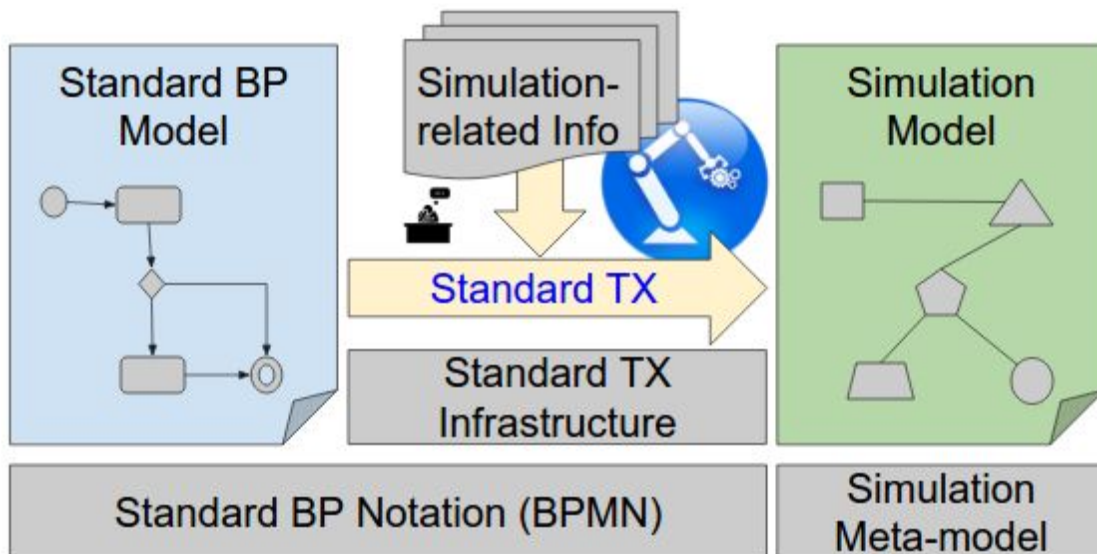 Standard BP
Model
Simulation-
related Info
Simulation
Model
Standard TX
Standard TX
Infrastructure
Standard BP Notation (BPMN)
Simulation
Meta-model